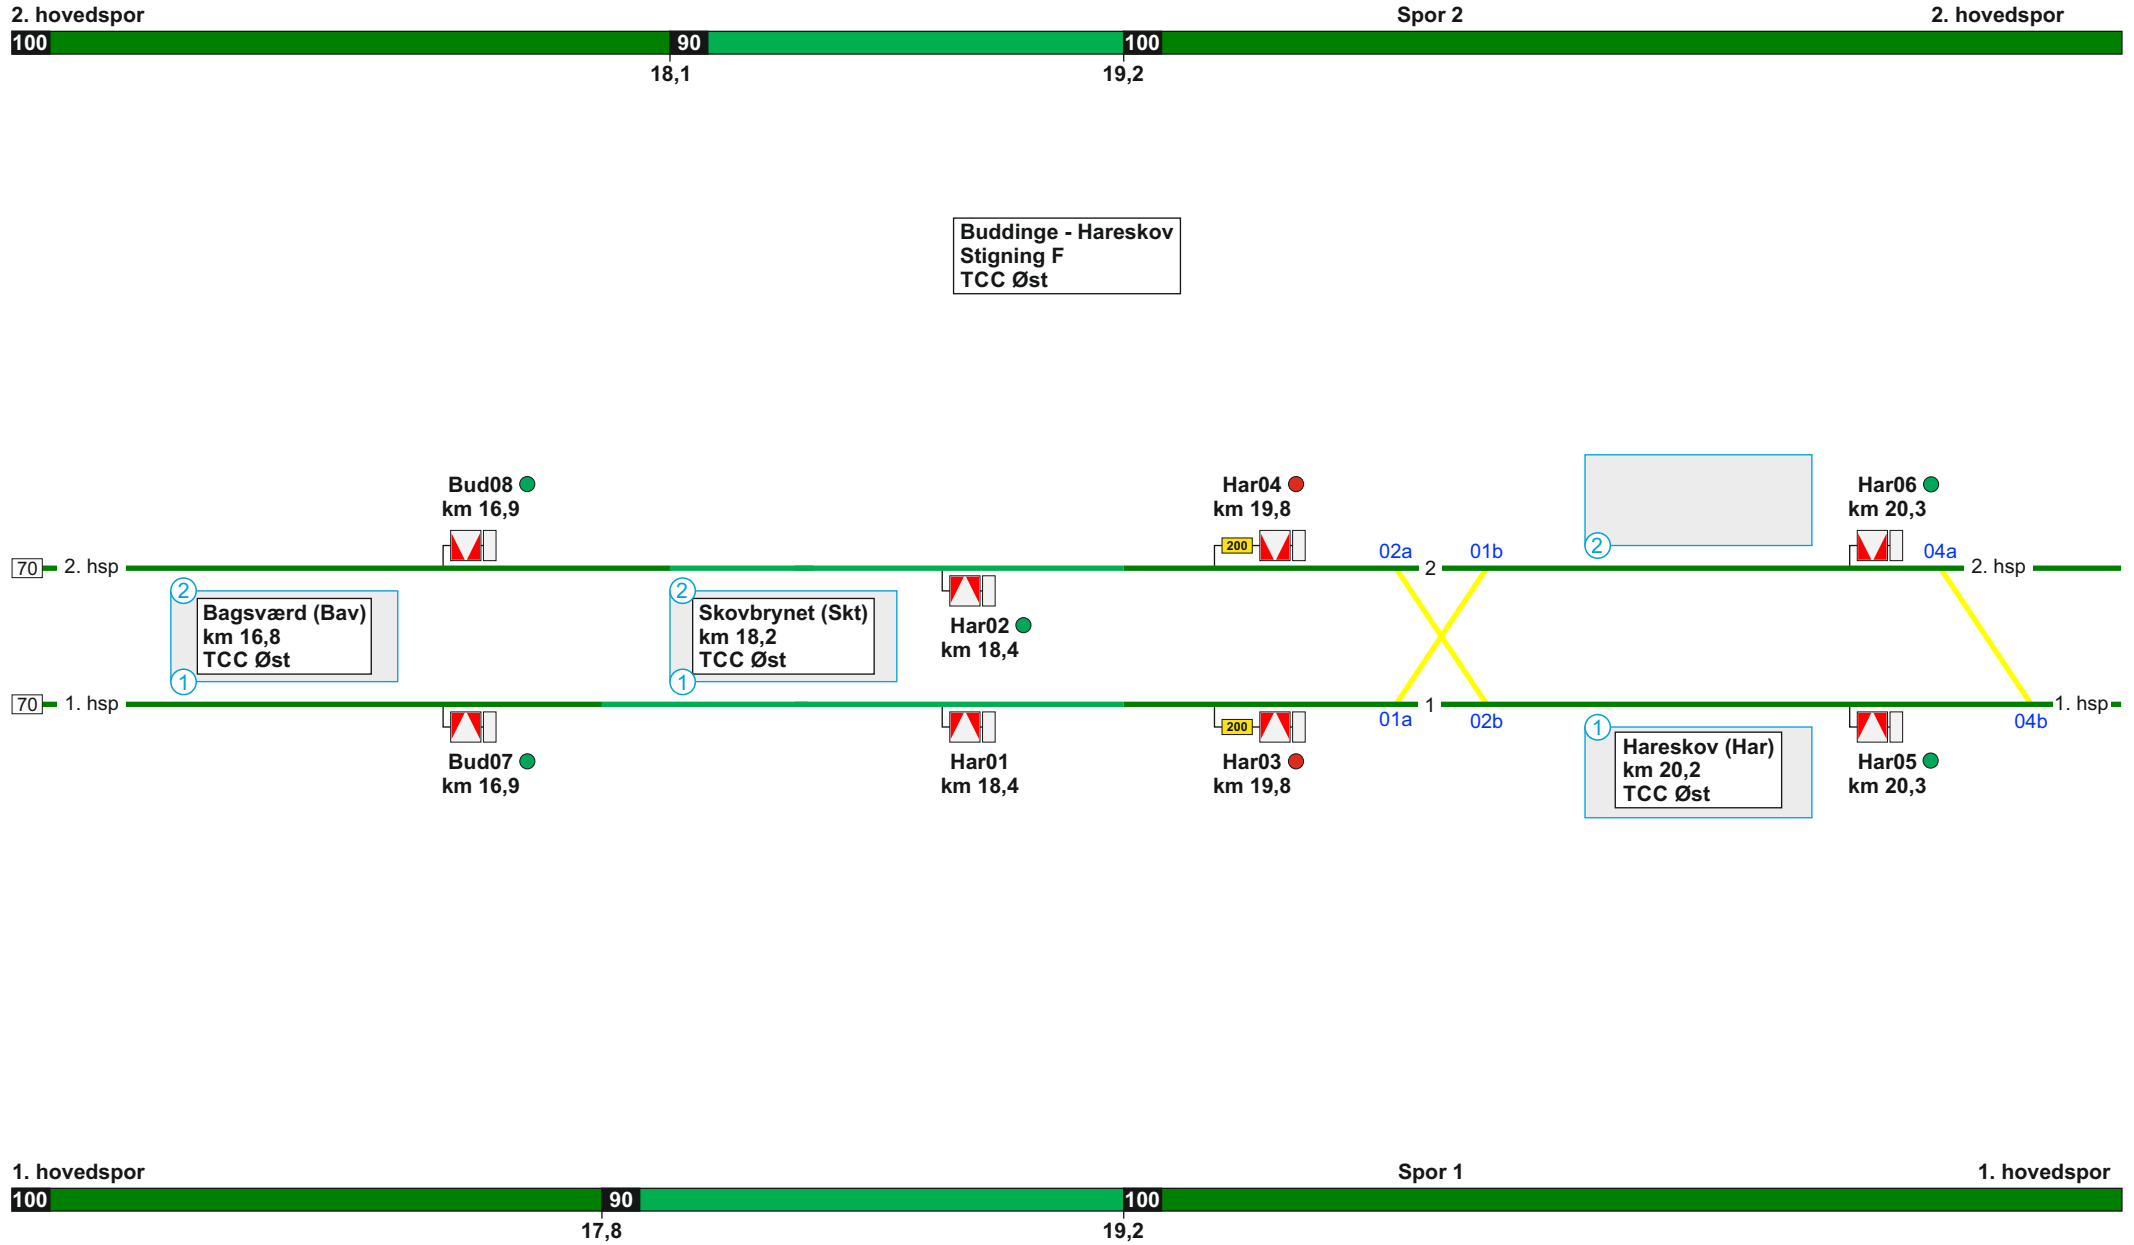 2. hovedspor
Spor 2
2. hovedspor
100
90
100
18,1
19,2
Buddinge - Hareskov
Stigning F
TCC Øst
Bud08
km 16,9
Har04
km 19,8
Har06
km 20,3
200
02a
01b
2
04a
70
2. hsp
2
2. hsp
2
Bagsværd (Bav)
km 16,8
TCC Øst
1
2
Skovbrynet (Skt)
km 18,2
TCC Øst
1
Har02
km 18,4
70
1. hsp
1
1. hsp
200
01a
02b
1
04b
Bud07
km 16,9
Har01
km 18,4
Har03
km 19,8
Hareskov (Har)
km 20,2
TCC Øst
Har05
km 20,3
1. hovedspor
Spor 1
1. hovedspor
100
90
100
17,8
19,2